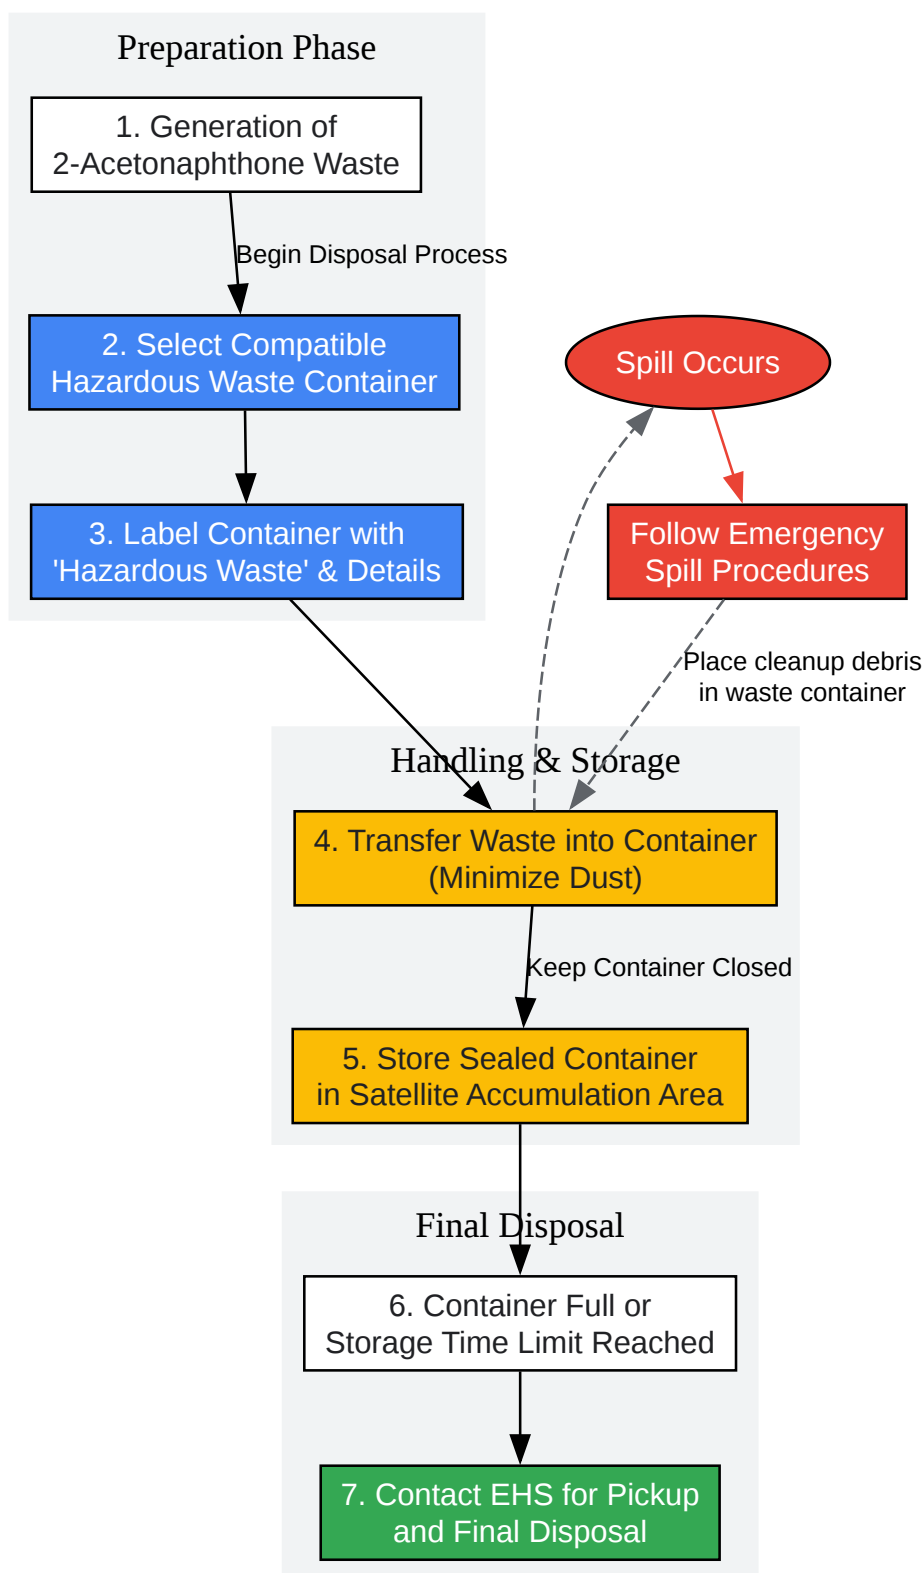 Preparation Phase
1. Generation of
2-Acetonaphthone Waste
Begin Disposal Process
2. Select Compatible
Hazardous Waste Container
3. Label Container with
'Hazardous Waste' & Details
Spill Occurs
Follow Emergency
Spill Procedures
Place cleanup debris
in waste container
Handling & Storage
4. Transfer Waste into Container
(Minimize Dust)
Keep Container Closed
5. Store Sealed Container
in Satellite Accumulation Area
Final Disposal
6. Container Full or
Storage Time Limit Reached
7. Contact EHS for Pickup
and Final Disposal